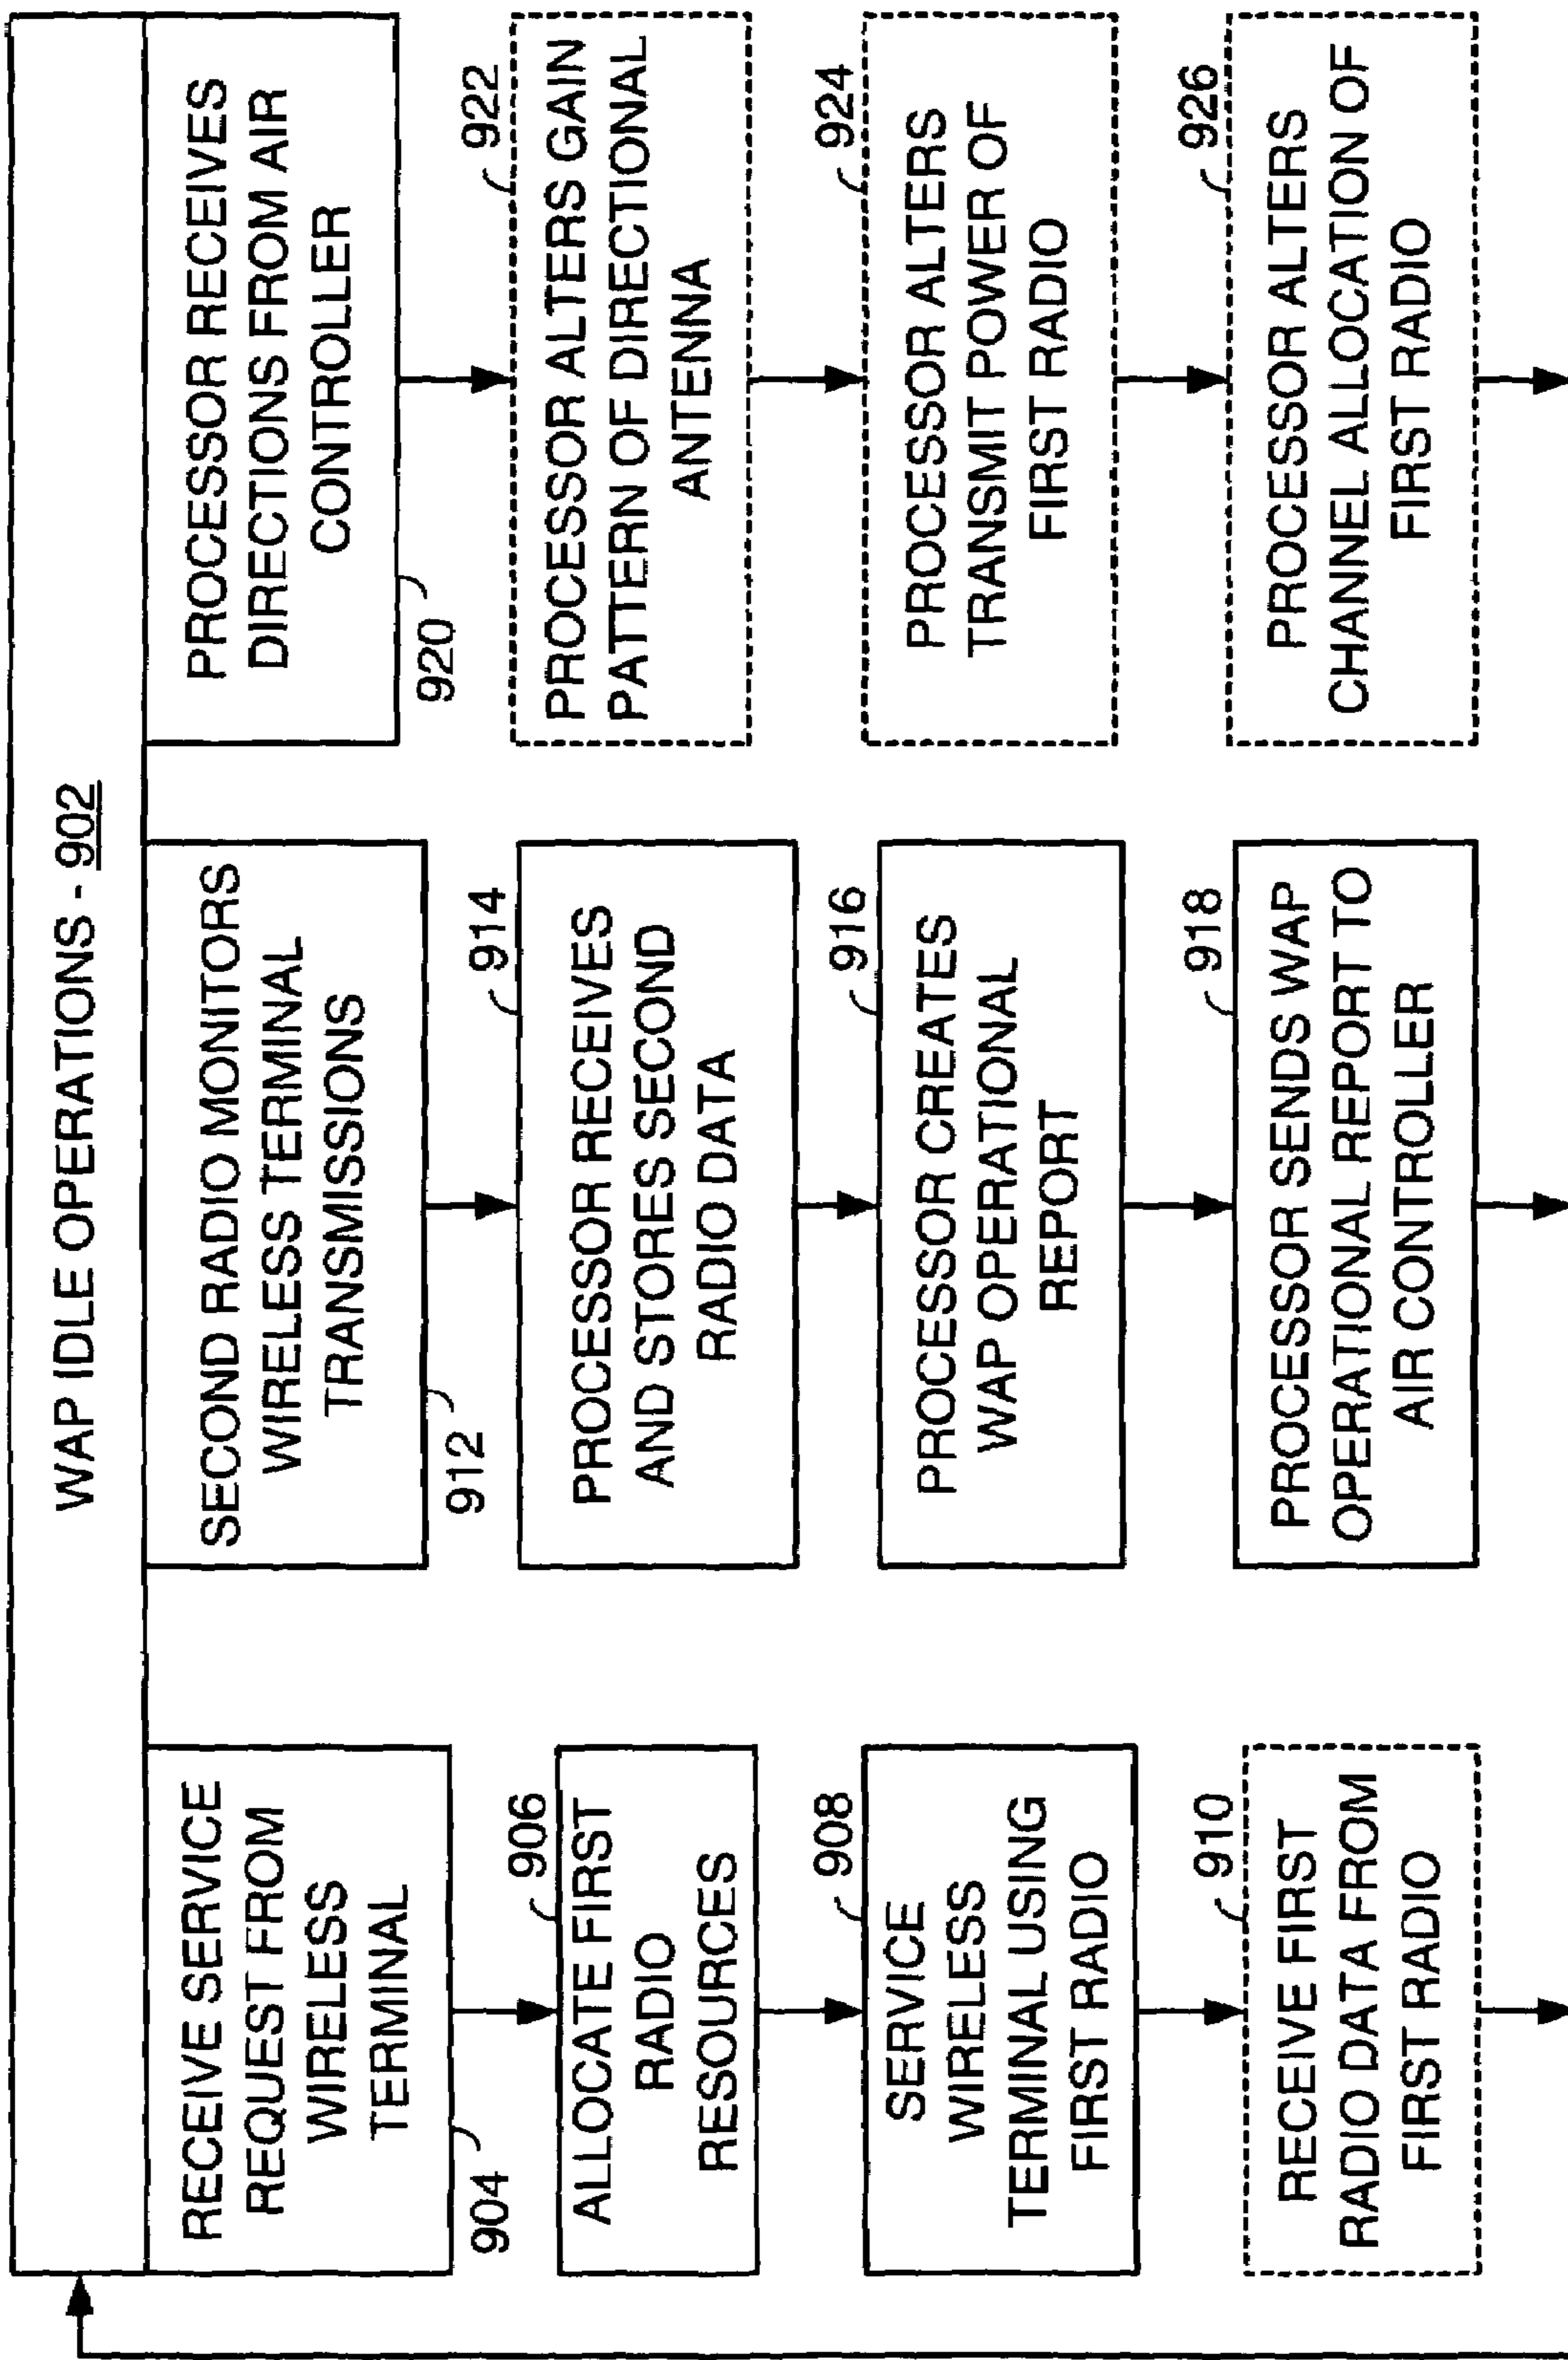 WAP IDLE OPERATIONS - 902
RECEIVE SERVICE
REQUEST FROM
WIRELESS
TERMINAL
904
906
ALLOCATE FIRST
RADIO
RESOURCES
908
SERVICE
WIRELESS
TERMINAL USING
FIRST RADIO
910
RECEIVE FIRST
RADIO DATA FROM
FIRST RADIO
SECOND RADIO MONITORS
WIRELESS TERMINAL
TRANSMISSIONS
912
914
PROCESSOR RECEIVES
AND STORES SECOND
RADIO DATA
916
PROCESSOR CREATES
WAP OPERATIONAL
REPORT
918
PROCESSOR SENDS WAP
OPERATIONAL REPORT TO
AIR CONTROLLER
PROCESSOR RECEIVES
DIRECTIONS FROM AIR
CONTROLLER
920
922
PROCESSOR ALTERS GAIN
PATTERN OF DIRECTIONAL
ANTENNA
924
PROCESSOR ALTERS
TRANSMIT POWER OF
FIRST RADIO
926
PROCESSOR ALTERS
CHANNEL ALLOCATION OF
FIRST RADIO